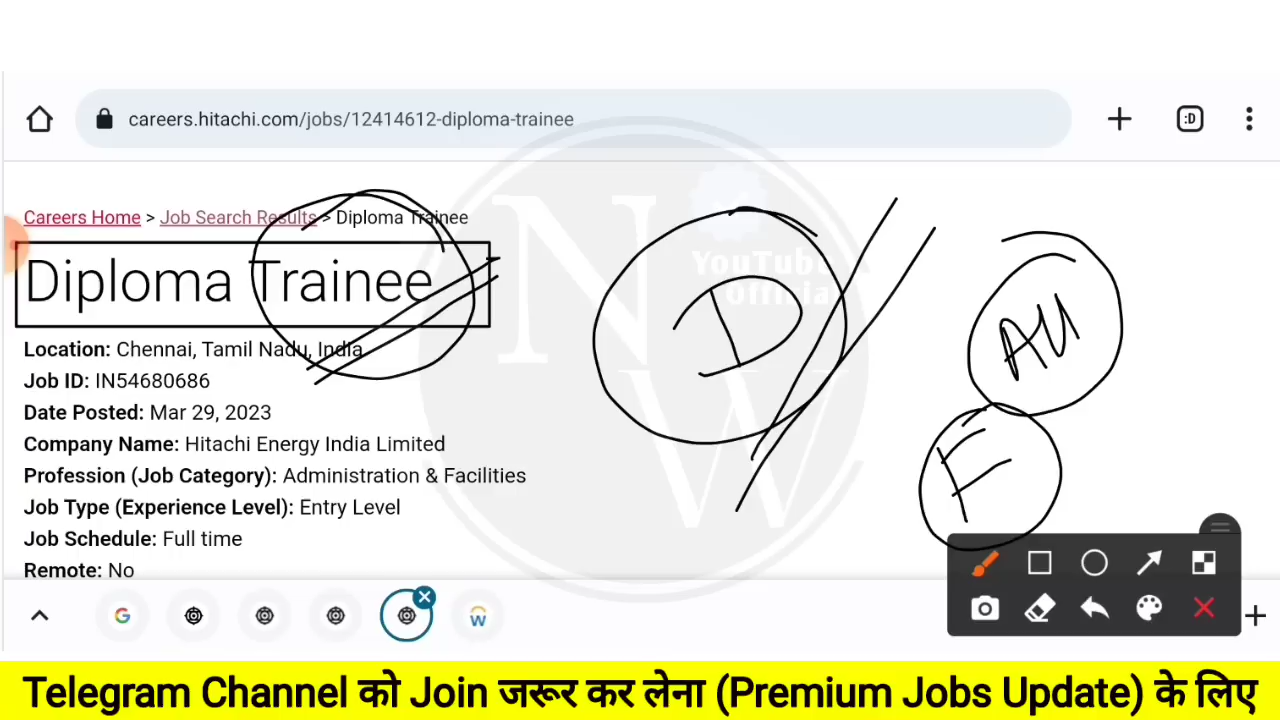 careers.hitachi.com/jobs/12414612-diploma-trainee
:D
Careers Home > Job Search Results > Diploma Trainee
Diploma Trainee
Location: Chennai, Tamil Nadu, India
Job ID: IN54680686
Date Posted: Mar 29, 2023
Company Name: Hitachi Energy India Limited
Profession (Job Category): Administration & Facilities
Job Type (Experience Level): Entry Level
Job Schedule: Full time
Remote: No
YouTube
Official
N
W
D
F
G
w
Telegram Channel को Join जरूर कर लेना (Premium Jobs Update) के लिए